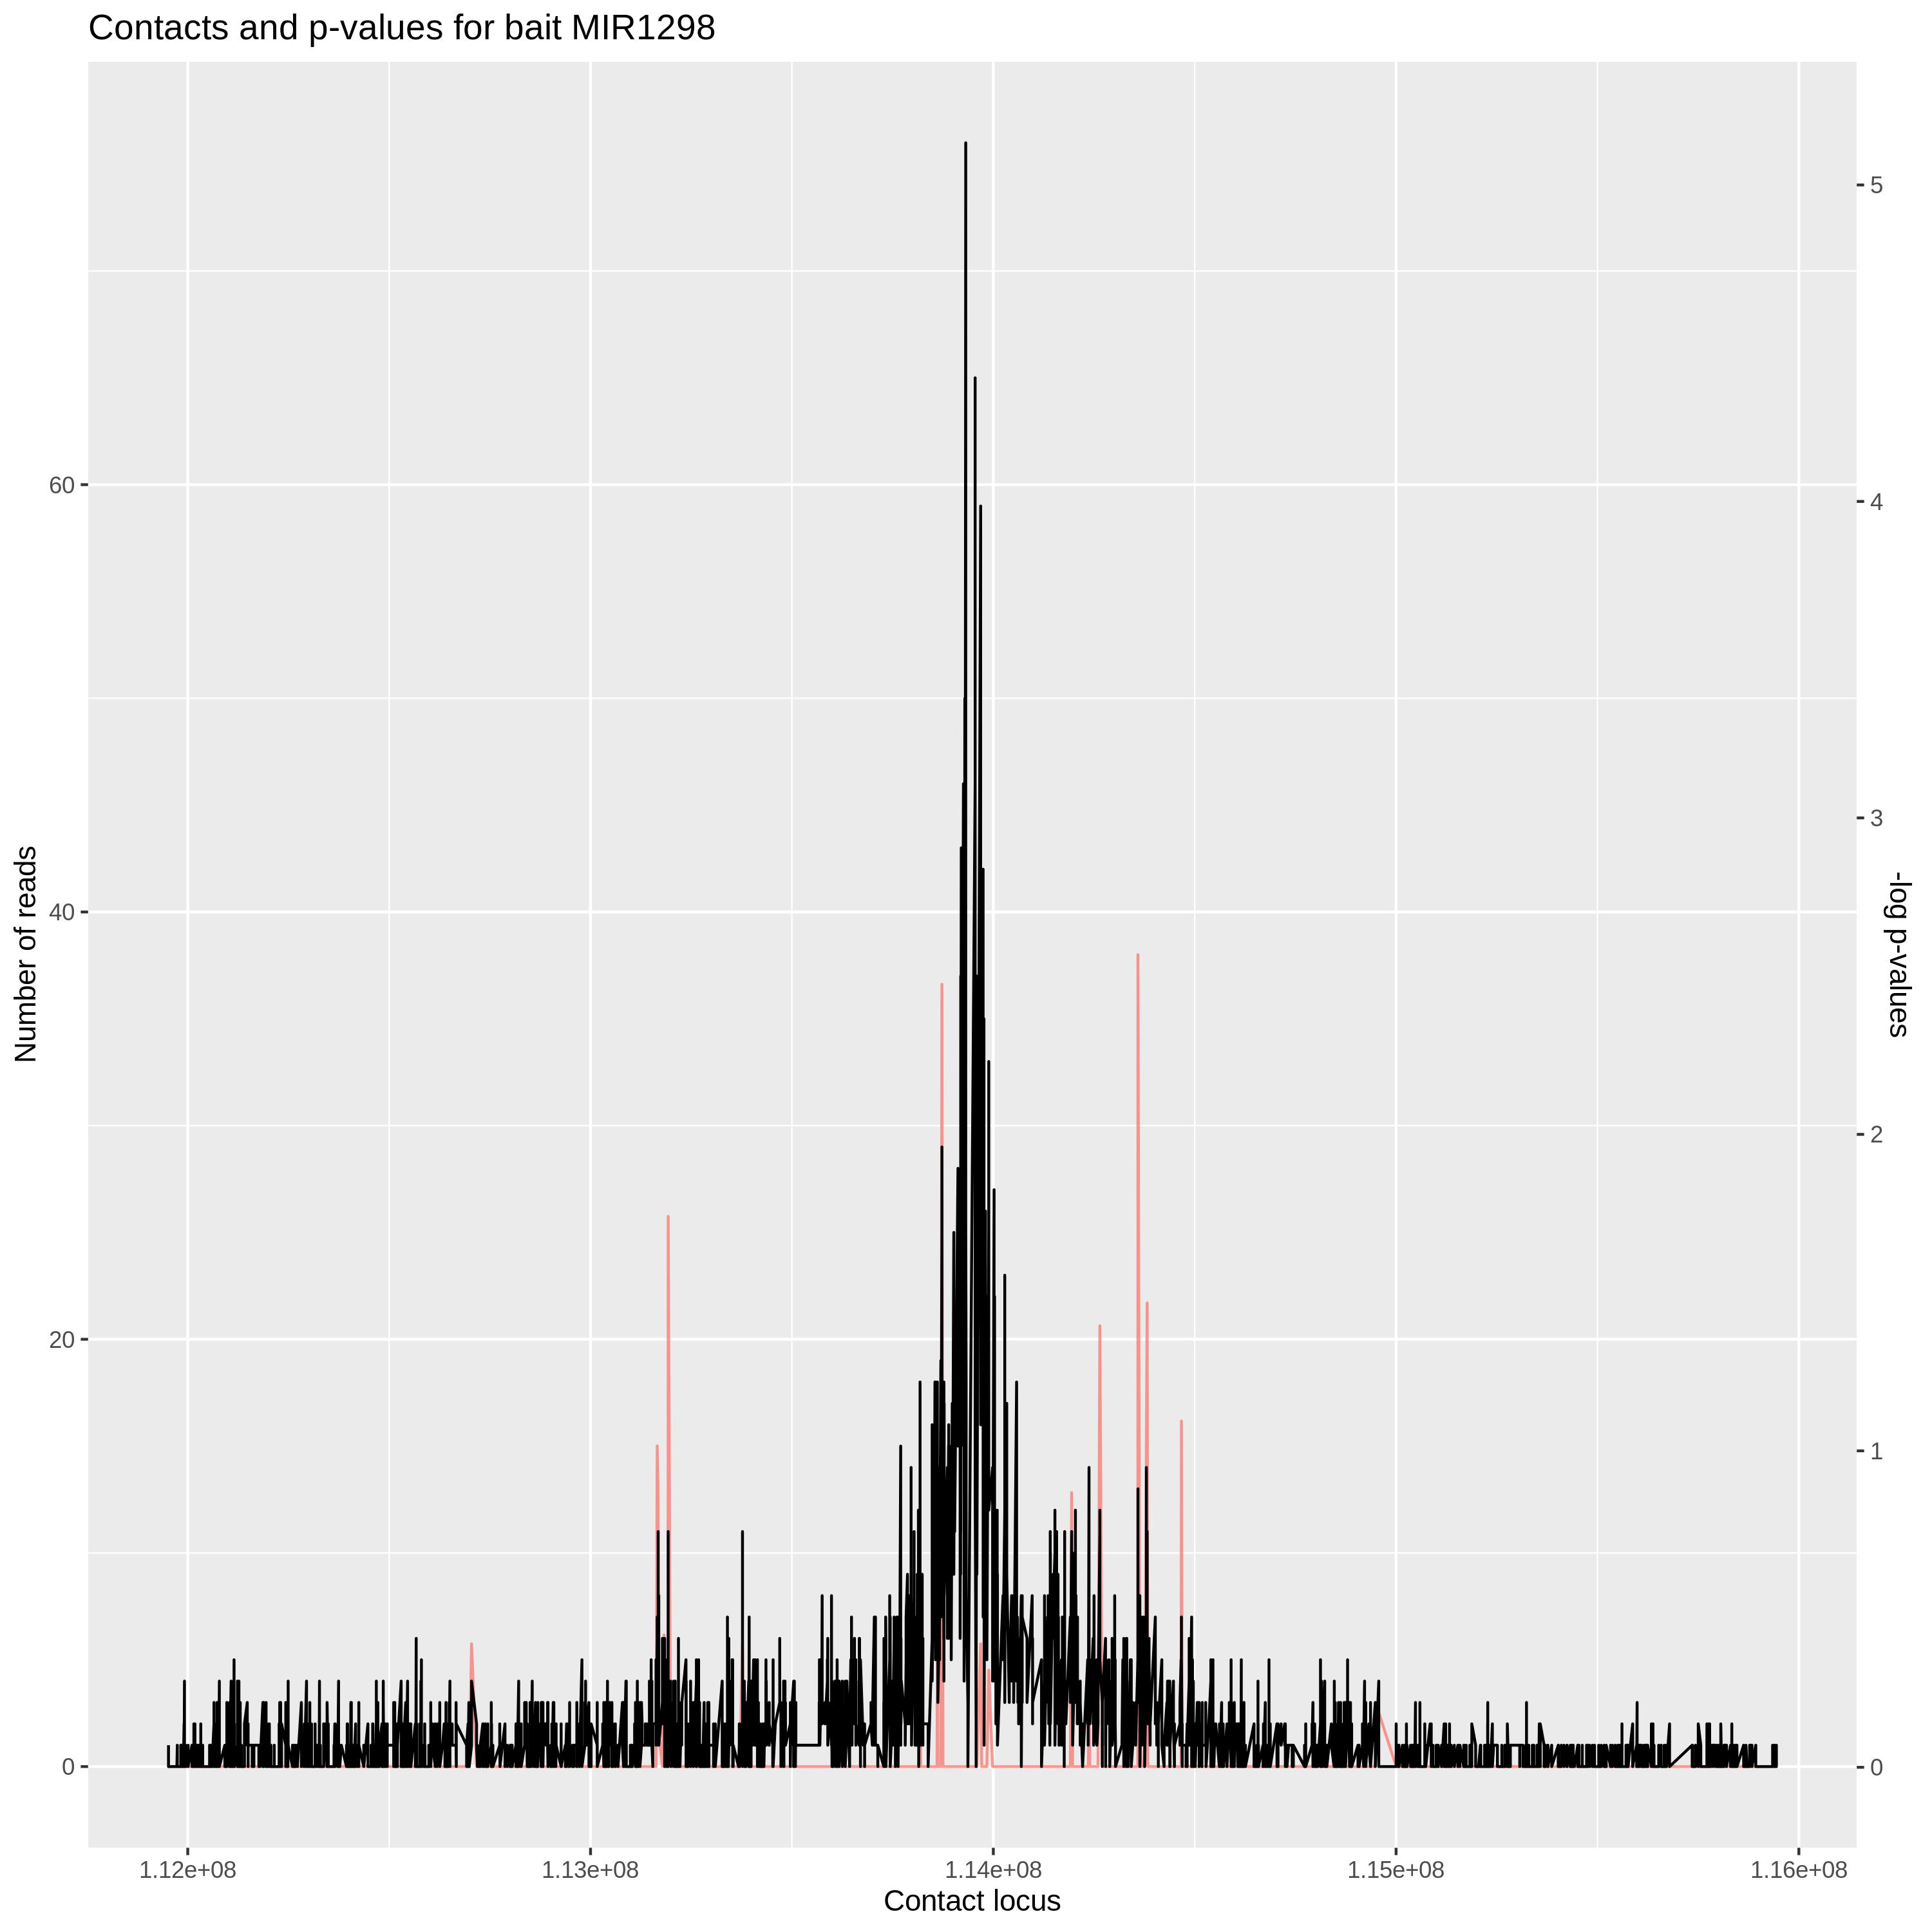 Contacts and p-values for bait MIR1298
Number of reads
60
40
20
0
5
4
3
2
1
0
-log p-values
1.12e+08 1.13e+08 1.14e+08 1.15e+08 1.16e+08
Contact locus